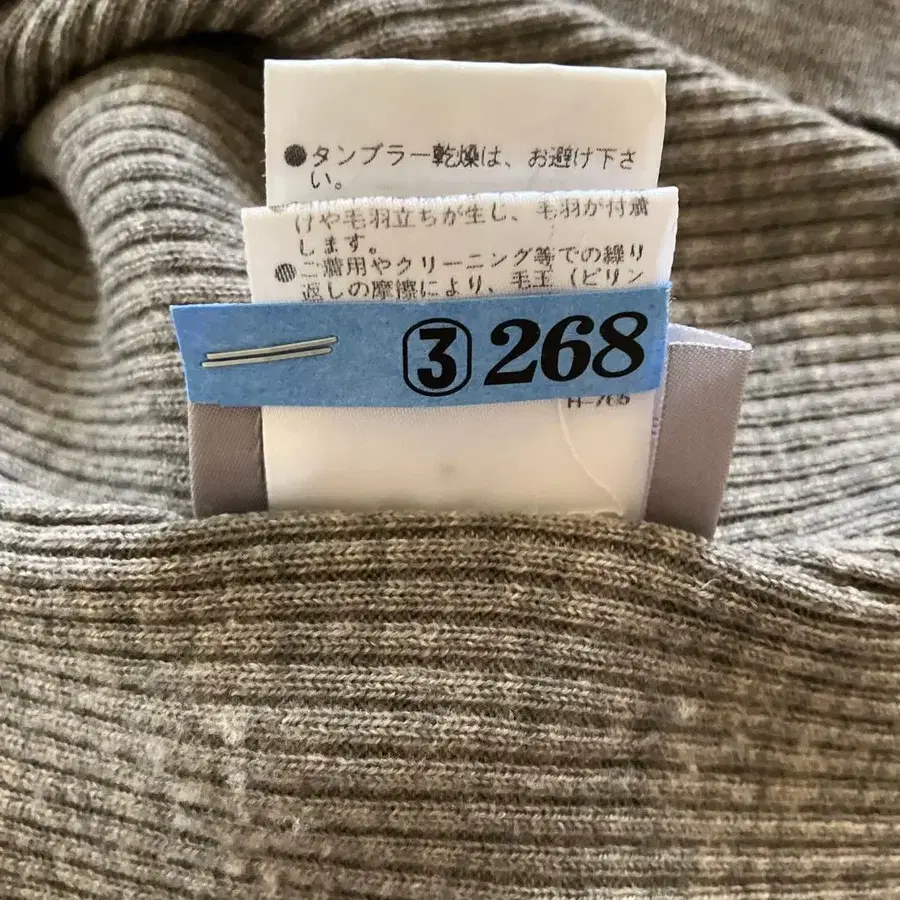 ●タンブラー乾燥は、お避け下さ
い。
けや毛羽立ちが生し、毛羽が付着
します。
●ご着用やクリーニング等での繰り
返しの摩擦により、毛玉（ピリン
③268
H-765